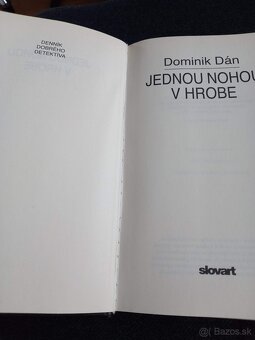 DENNÍK
DOBRÉHO
DETEKTÍVA
Dominik Dán
JEDNOU NOHOU
V HROBE
slovart
Bazos.sk